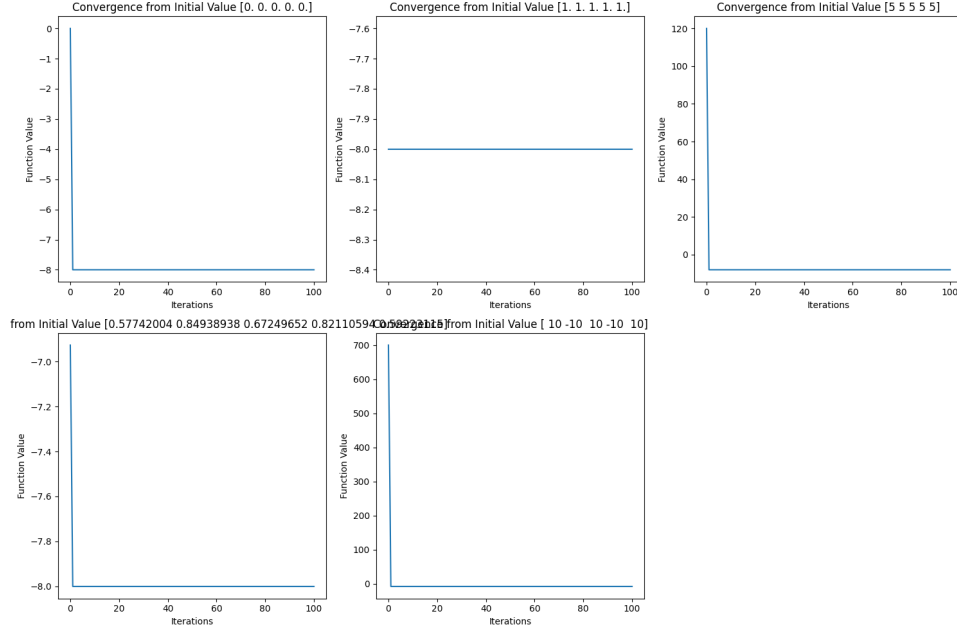 Convergence from Initial Value [0. 0. 0. 0. 0.]
0
−1
−2
−3
−4
−5
−6
−7
−8
Function Value
0 20 40 60 80 100
Iterations
Convergence from Initial Value [1. 1. 1. 1. 1.]
−7.6
−7.7
−7.8
−7.9
−8.0
−8.1
−8.2
−8.3
−8.4
Function Value
0 20 40 60 80 100
Iterations
Convergence from Initial Value [5 5 5 5 5]
120
100
80
60
40
20
0
Function Value
0 20 40 60 80 100
Iterations
from Initial Value [0.57742004 0.84938938 0.67249652 0.82110594
−7.0
−7.2
−7.4
−7.6
−7.8
−8.0
Function Value
0 20 40 60 80 100
Iterations
Convergence from Initial Value [ 10 -10  10 -10  10]
700
600
500
400
300
200
100
0
Function Value
0 20 40 60 80 100
Iterations